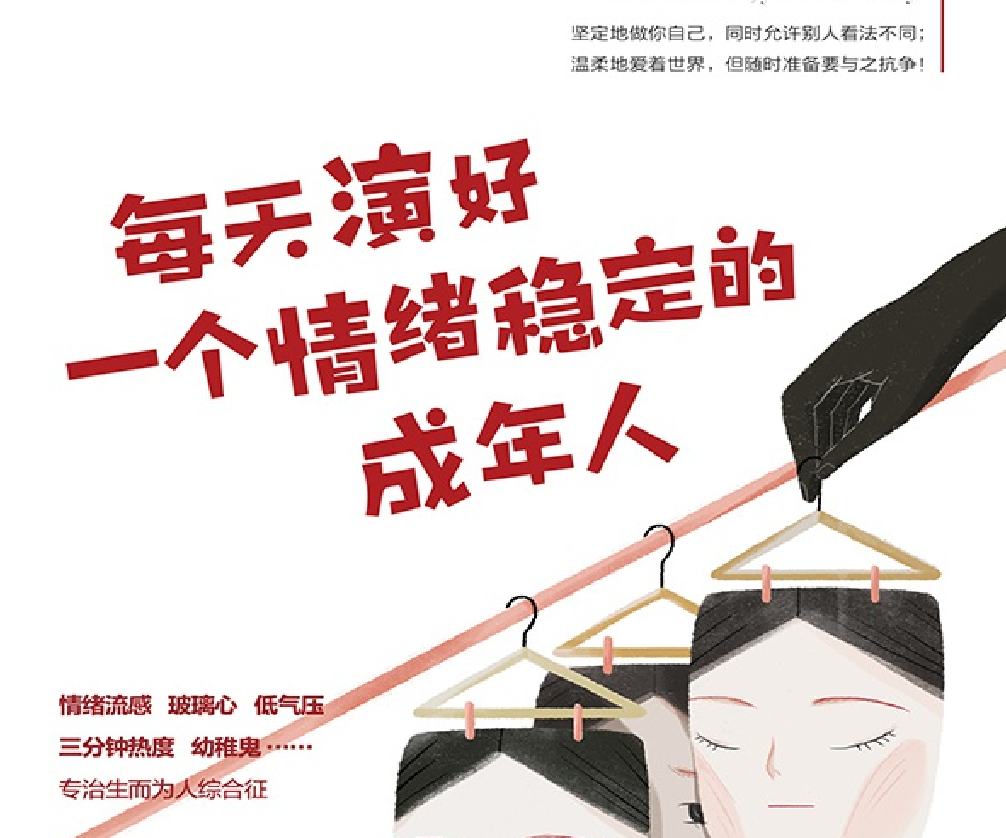 坚定地做你自己，同时允许别人看法不同；
温柔地爱着世界，但随时准备要与之抗争！
每天演好
一个情绪稳定的
成年人
情绪流感 玻璃心 低气压
三分钟热度 幼稚鬼……
专治生而为人综合征